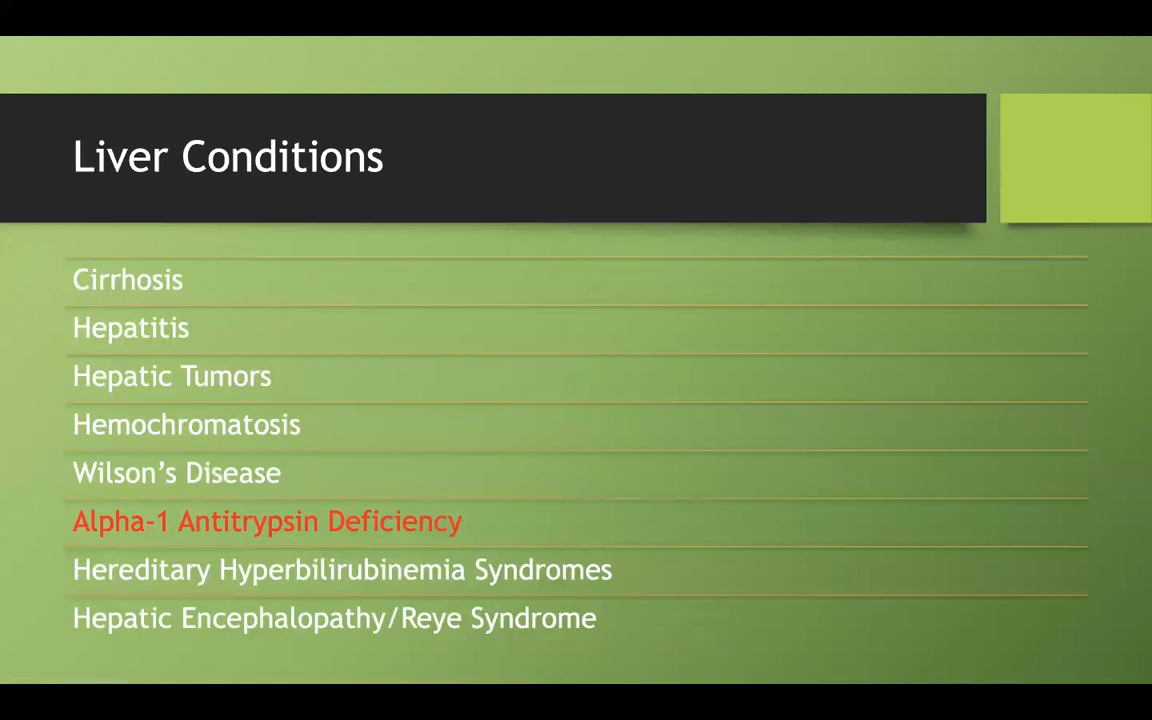 Liver Conditions
Cirrhosis
Hepatitis
Hepatic Tumors
Hemochromatosis
Wilson’s Disease
Alpha-1 Antitrypsin Deficiency
Hereditary Hyperbilirubinemia Syndromes
Hepatic Encephalopathy/Reye Syndrome